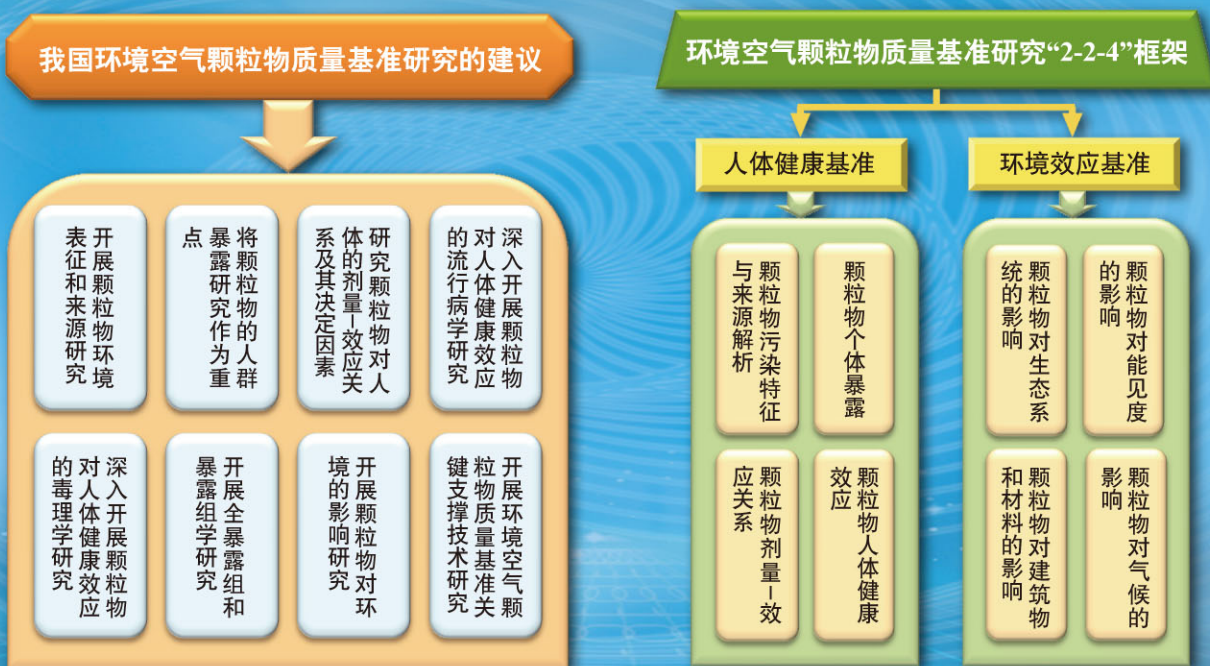 我国环境空气颗粒物质量基准研究的建议
开展颗粒物环境
表征和来源研究
将颗粒物的人群
暴露研究作为重
点
研究颗粒物对人
体的剂量–效应关
系及其决定因素
深入开展颗粒物
对人体健康效应
的流行病学研究
深入开展颗粒物
对人体健康效应
的毒理学研究
开展全暴露组和
暴露组学研究
开展颗粒物对环
境的影响研究
开展环境空气颗
粒物质量基准关
键支撑技术研究
环境空气颗粒物质量基准研究“2-2-4”框架
人体健康基准
环境效应基准
颗粒物污染特征
与来源解析
颗粒物个体暴露
颗粒物剂量–效
应关系
颗粒物人体健康
效应
颗粒物对生态系
统的影响
颗粒物对能见度
的影响
颗粒物对建筑物
和材料的影响
颗粒物对气候的
影响